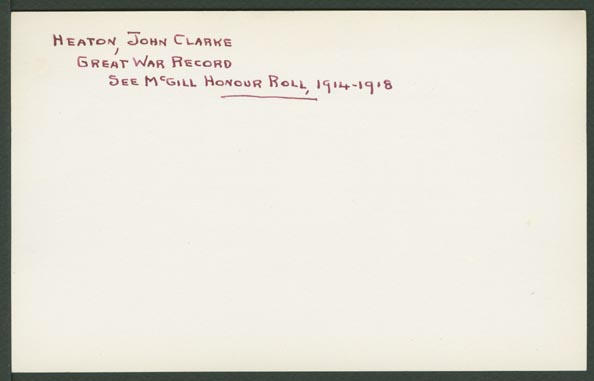 Heaton, John Clarke
Great War Record
See McGill Honour Roll, 1914-1918